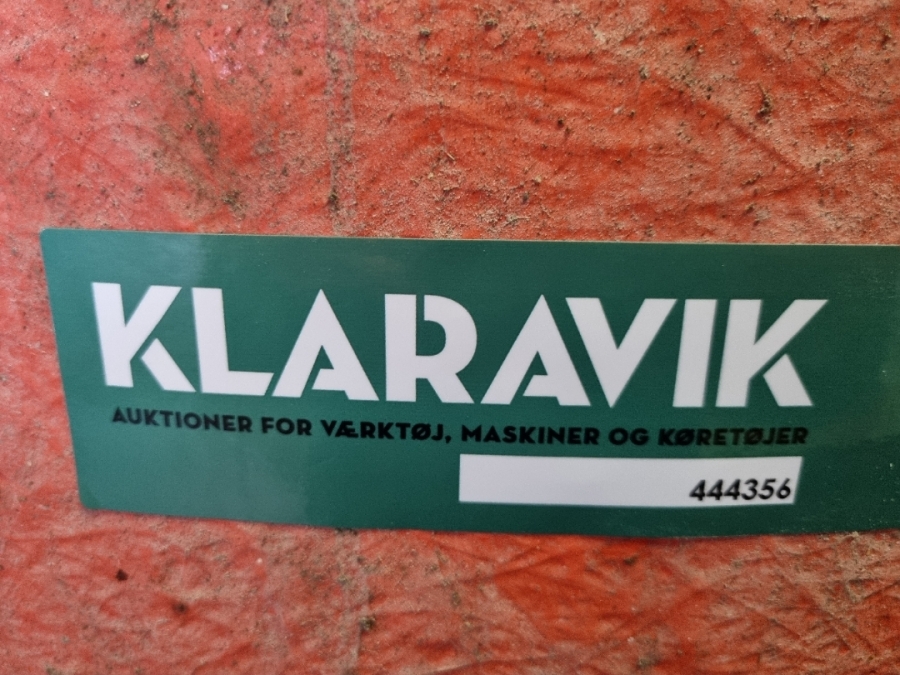 KLARAVIK
AUKTIONER FOR VÆRKTØJ, MASKINER OG KØRETØJER
444356